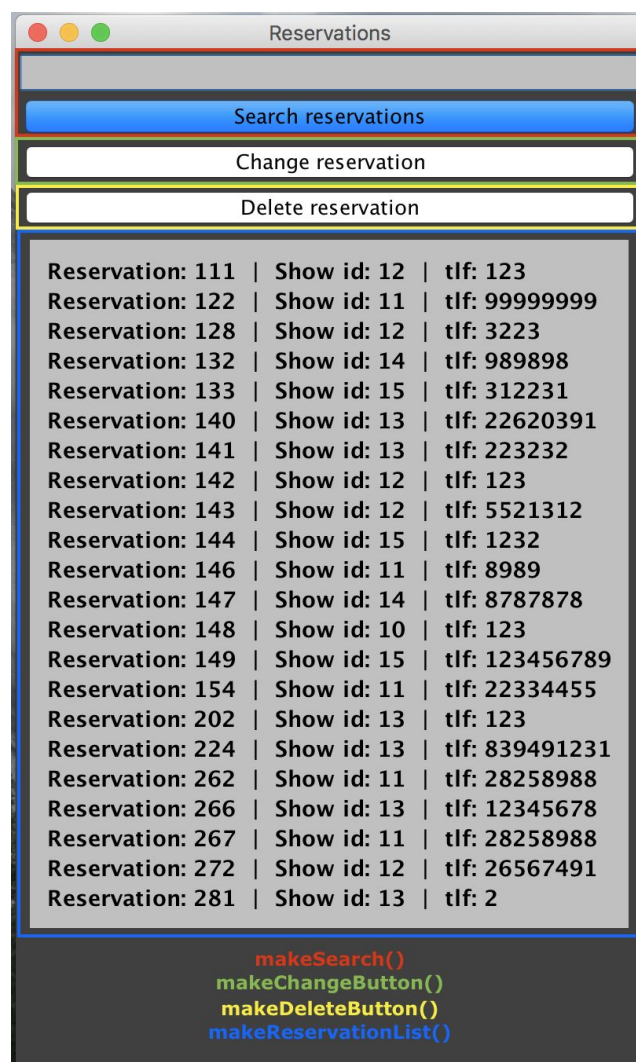 Reservations
Search reservations
Change reservation
Delete reservation
Reservation: 111 | Show id: 12 | tlf: 123
Reservation: 122 | Show id: 11 | tlf: 99999999
Reservation: 128 | Show id: 12 | tlf: 3223
Reservation: 132 | Show id: 14 | tlf: 989898
Reservation: 133 | Show id: 15 | tlf: 312231
Reservation: 140 | Show id: 13 | tlf: 22620391
Reservation: 141 | Show id: 13 | tlf: 223232
Reservation: 142 | Show id: 12 | tlf: 123
Reservation: 143 | Show id: 12 | tlf: 5521312
Reservation: 144 | Show id: 15 | tlf: 1232
Reservation: 146 | Show id: 11 | tlf: 8989
Reservation: 147 | Show id: 14 | tlf: 8787878
Reservation: 148 | Show id: 10 | tlf: 123
Reservation: 149 | Show id: 15 | tlf: 123456789
Reservation: 154 | Show id: 11 | tlf: 22334455
Reservation: 202 | Show id: 13 | tlf: 123
Reservation: 224 | Show id: 13 | tlf: 839491231
Reservation: 262 | Show id: 11 | tlf: 28258988
Reservation: 266 | Show id: 13 | tlf: 12345678
Reservation: 267 | Show id: 11 | tlf: 28258988
Reservation: 272 | Show id: 12 | tlf: 26567491
Reservation: 281 | Show id: 13 | tlf: 2
makeSearch()
makeChangeButton()
makeDeleteButton()
makeReservationList()